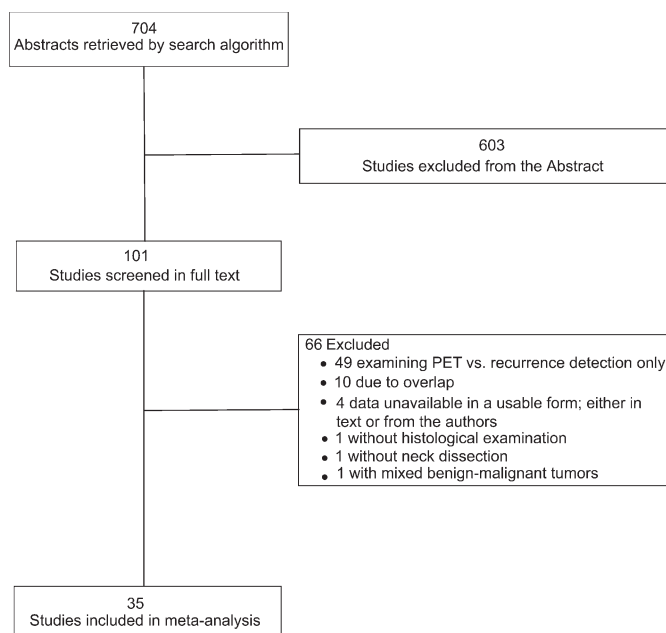 704
Abstracts retrieved by search algorithm
603
Studies excluded from the Abstract
101
Studies screened in full text
66 Excluded
• 49 examining PET vs. recurrence detection only
• 10 due to overlap
• 4 data unavailable in a usable form; either in
text or from the authors
• 1 without histological examination
• 1 without neck dissection
• 1 with mixed benign-malignant tumors
35
Studies included in meta-analysis